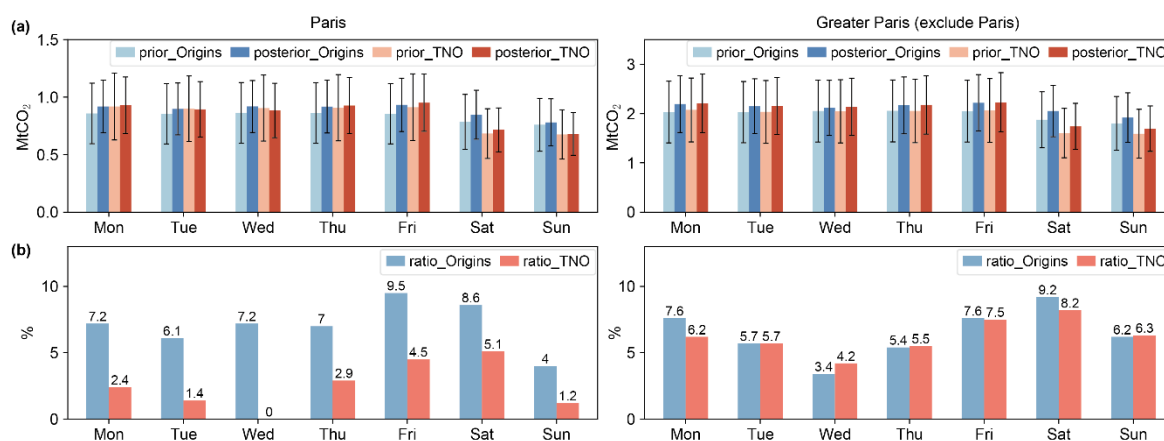 (a)
Paris
Greater Paris (exclude Paris)
prior_Origins posterior_Origins prior_TNO posterior_TNO
prior_Origins posterior_Origins prior_TNO posterior_TNO
MtCO₂
1.5
1.0
0.5
0.0
Mon Tue Wed Thu Fri Sat Sun
MtCO₂
3
2
1
0
Mon Tue Wed Thu Fri Sat Sun
(b)
ratio_Origins ratio_TNO
%
10
5
0
7.2 2.4 6.1 1.4 7.2 0 7 2.9 9.5 4.5 8.6 5.1 4 1.2
Mon Tue Wed Thu Fri Sat Sun
ratio_Origins ratio_TNO
%
10
5
0
7.6 6.2 5.7 5.7 3.4 4.2 5.4 5.5 7.6 7.5 9.2 8.2 6.2 6.3
Mon Tue Wed Thu Fri Sat Sun